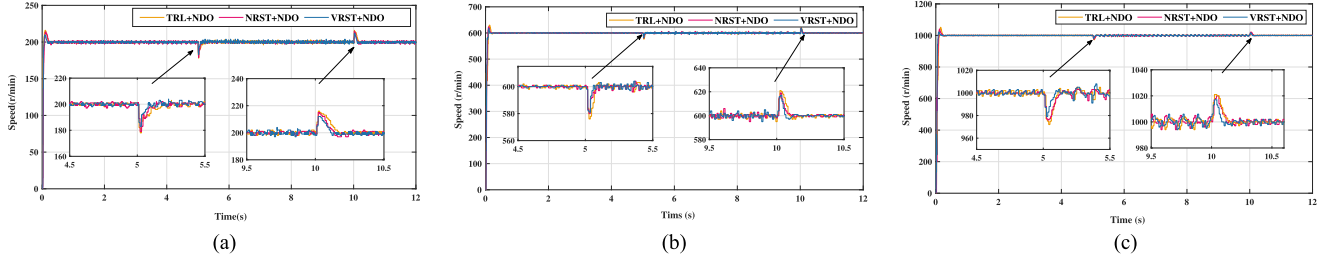 TRL+NDO NRST+NDO VRST+NDO
Speed (r/min)
250
200
150
100
50
0
220
200
180
160
4.5 5 5.5
240
220
200
180
9.5 10 10.5
0 2 4 6 8 10 12
Time(s)
(a)
TRL+NDO NRST+NDO VRST+NDO
Speed (r/min)
700
600
500
400
300
200
100
0
600
580
560
4.5 5 5.5
640
620
600
580
9.5 10 10.5
0 2 4 6 8 10 12
Tims (s)
(b)
TRL+NDO NRST+NDO VRST+NDO
Speed (r/min)
1200
1000
800
600
400
200
0
1020
1000
980
960
940
4.5 5 5.5
1040
1020
1000
980
9.5 10 10.5
0 2 4 6 8 10 12
Time (s)
(c)